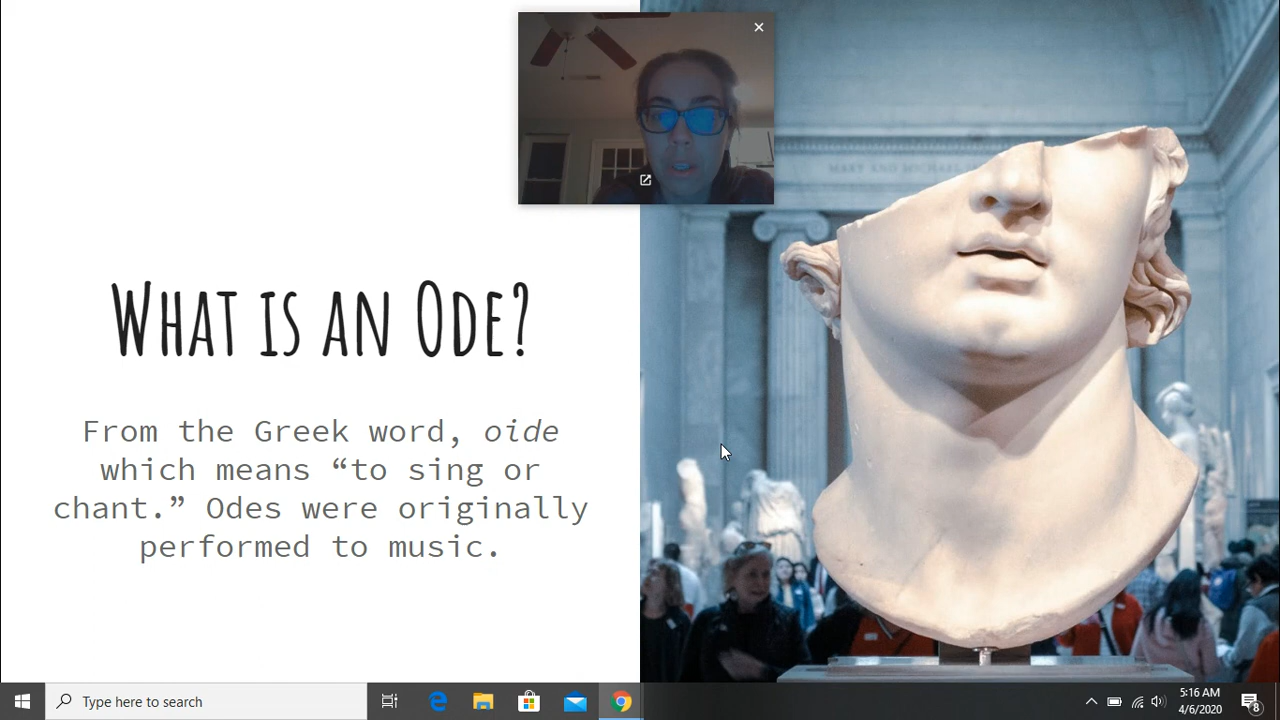 What is an Ode?
From the Greek word, oide
which means “to sing or
chant.” Odes were originally
performed to music.
Type here to search
5:16 AM
4/6/2020
8